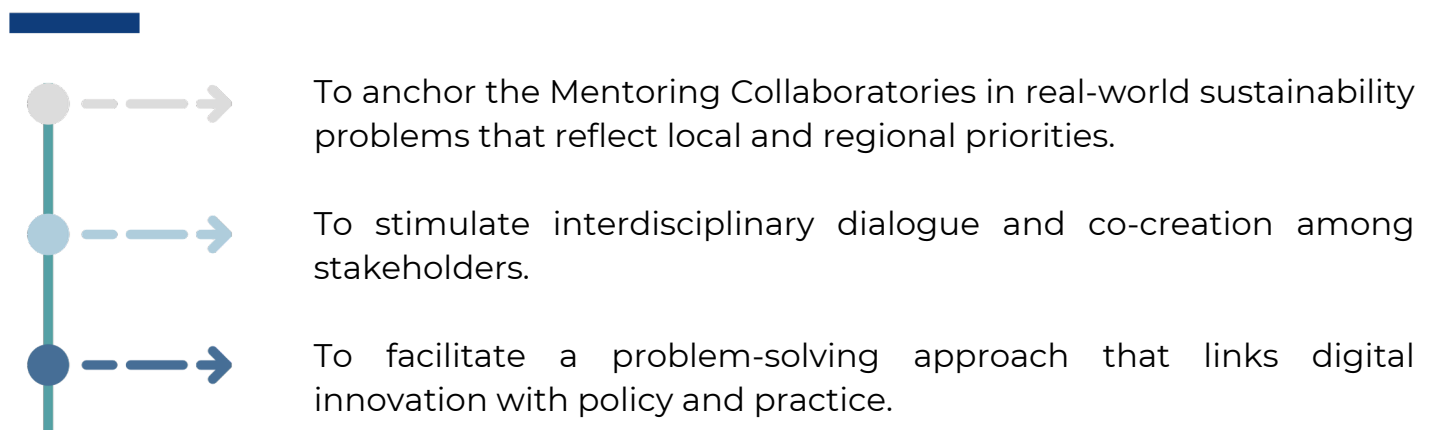 To anchor the Mentoring Collaboratories in real-world sustainability
problems that reflect local and regional priorities.
To stimulate interdisciplinary dialogue and co-creation among
stakeholders.
To facilitate a problem-solving approach that links digital
innovation with policy and practice.